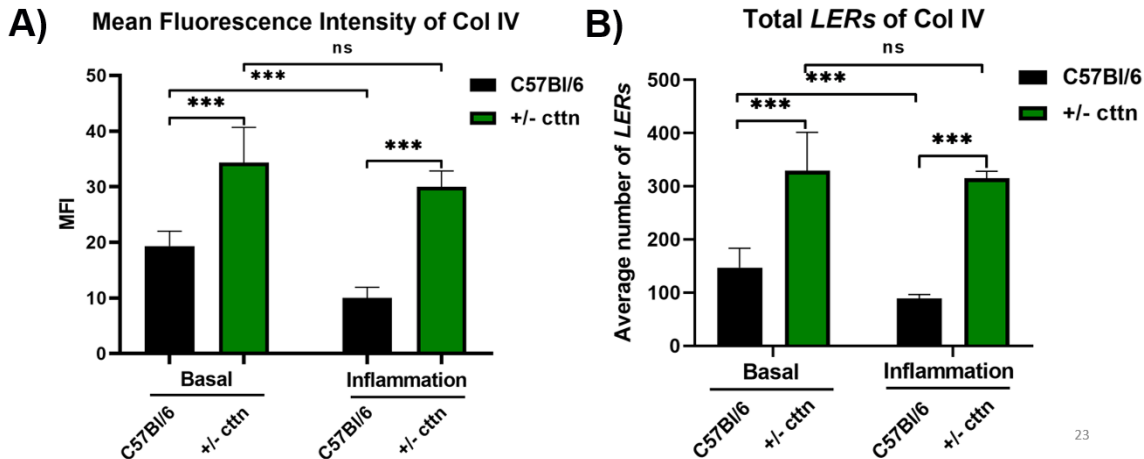 A) Mean Fluorescence Intensity of Col IV
ns
***
***
***
C57Bl/6
+/- cttn
MFI
50
40
30
20
10
0
Basal
Inflammation
C57Bl/6
+/- cttn
C57Bl/6
+/- cttn
B) Total LERs of Col IV
ns
***
***
***
C57Bl/6
+/- cttn
Average number of LERs
500
400
300
200
100
0
Basal
Inflammation
C57Bl/6
+/- cttn
C57Bl/6
+/- cttn
23